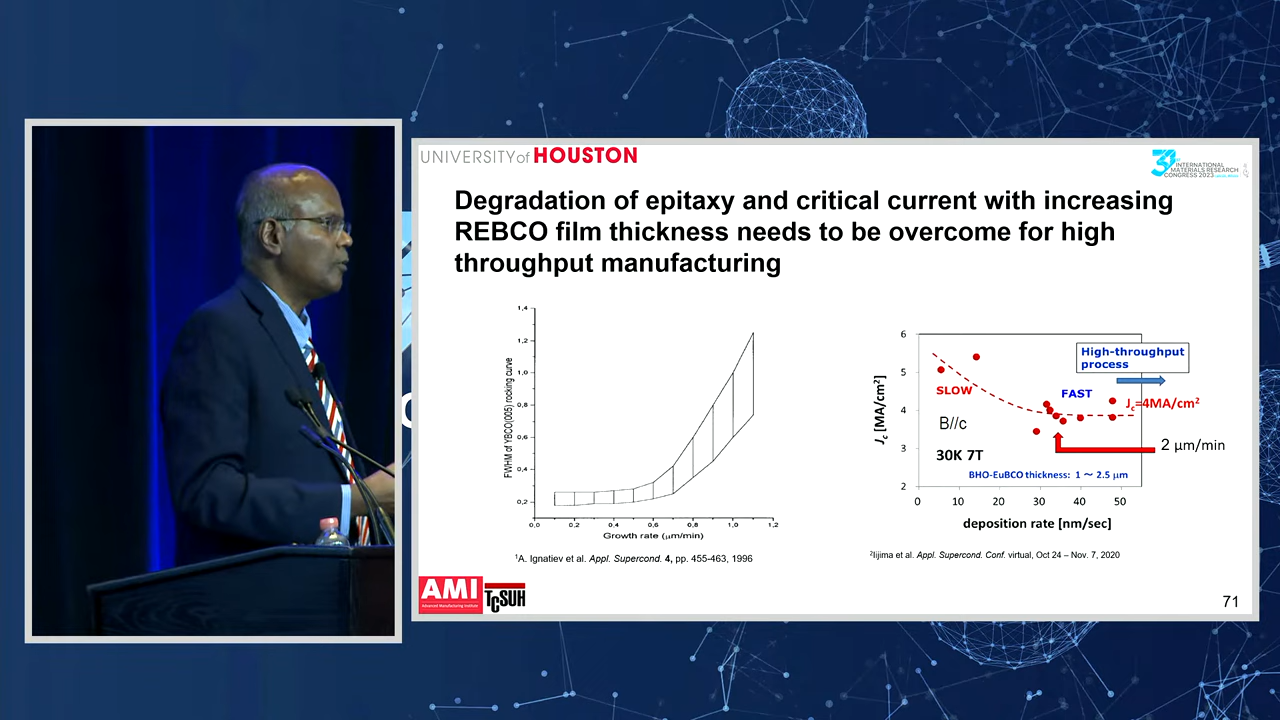 UNIVERSITYof HOUSTON
INTERNATIONAL
MATERIALS RESEARCH
CONGRESS 2023
Degradation of epitaxy and critical current with increasing
REBCO film thickness needs to be overcome for high
throughput manufacturing
FWHM of YBCO(005) rocking curve
1,4
1,2
1,0
0,8
0,6
0,4
0,2
0,0 0,2 0,4 0,6 0,8 1,0 1,2
Growth rate (μm/min)
¹A. Ignatiev et al. Appl. Supercond. 4, pp. 455-463, 1996
Jc [MA/cm²]
6
5
4
3
2
High-throughput
process
SLOW
FAST
Jc=4MA/cm²
B//c
2 μm/min
30K 7T
BHO-EuBCO thickness: 1 ～ 2.5 μm
0 10 20 30 40 50
deposition rate [nm/sec]
²Iijima et al. Appl. Supercond. Conf. virtual, Oct 24 – Nov. 7, 2020
AMI
Advanced Manufacturing Institute
TCSUH
71